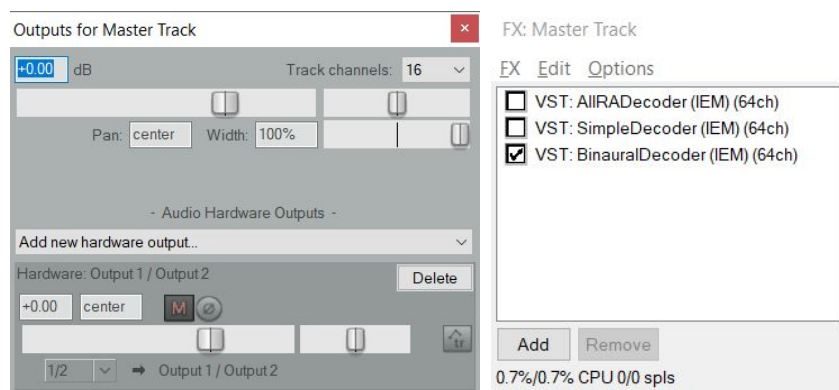 Outputs for Master Track
+0.00 dB Track channels: 16
Pan: center Width: 100%
- Audio Hardware Outputs -
Add new hardware output...
Hardware: Output 1 / Output 2 Delete
+0.00 center M
tr
1/2 Output 1 / Output 2
FX: Master Track
FX Edit Options
VST: AllRADecoder (IEM) (64ch)
VST: SimpleDecoder (IEM) (64ch)
VST: BinauralDecoder (IEM) (64ch)
Add Remove
0.7%/0.7% CPU 0/0 spls